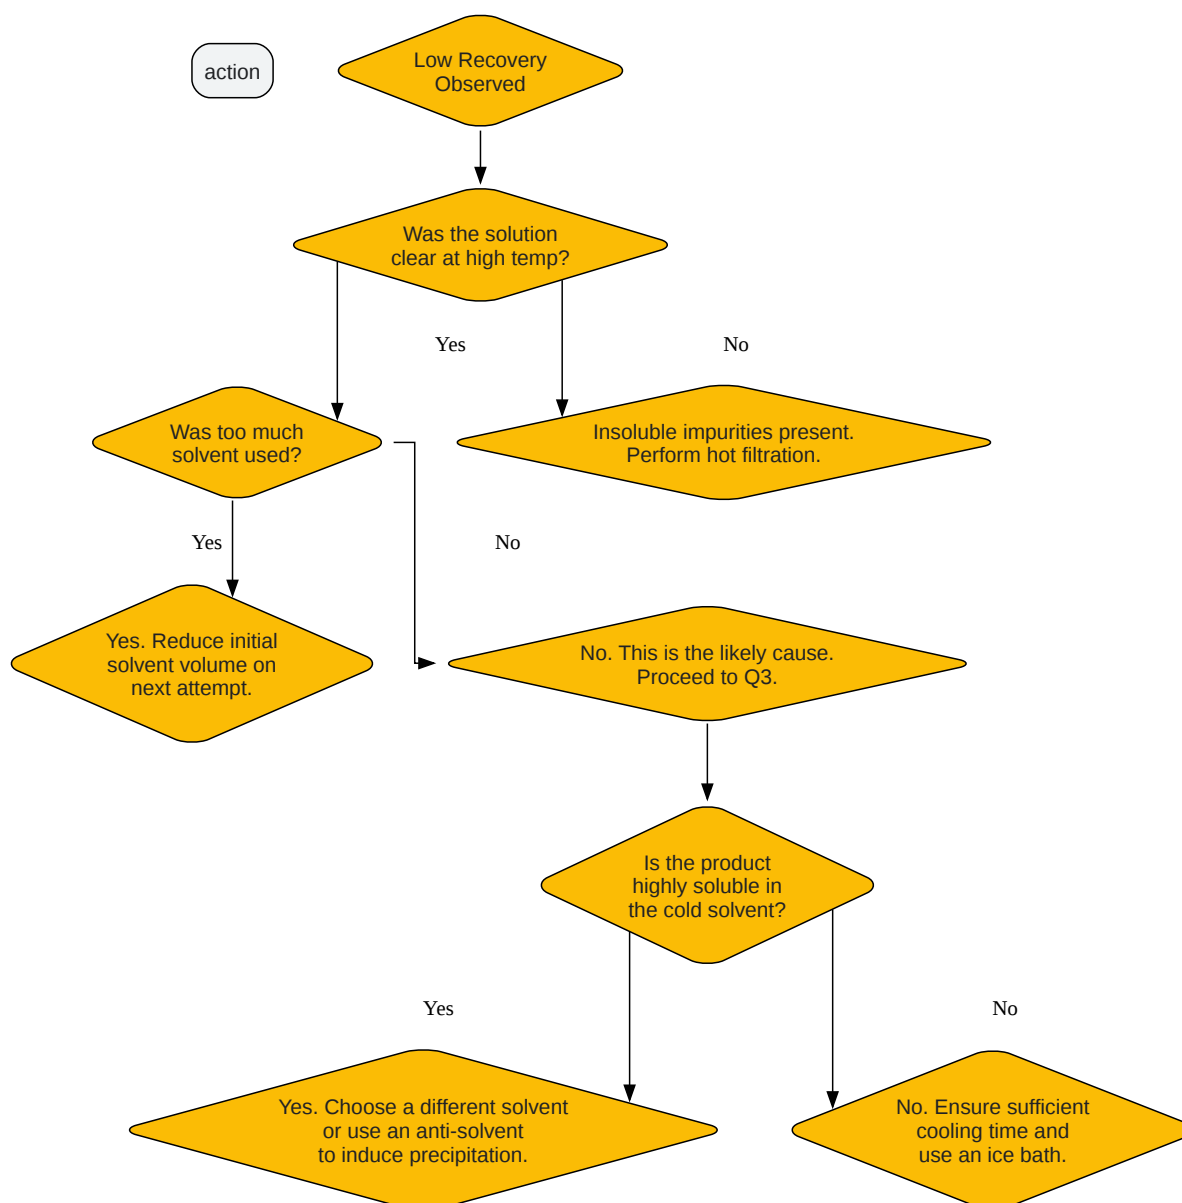 action
Low Recovery
Observed
Was the solution
clear at high temp?
Yes
No
Was too much
solvent used?
Insoluble impurities present.
Perform hot filtration.
Yes
No
Yes. Reduce initial
solvent volume on
next attempt.
No. This is the likely cause.
Proceed to Q3.
Is the product
highly soluble in
the cold solvent?
Yes
No
Yes. Choose a different solvent
or use an anti-solvent
to induce precipitation.
No. Ensure sufficient
cooling time and
use an ice bath.